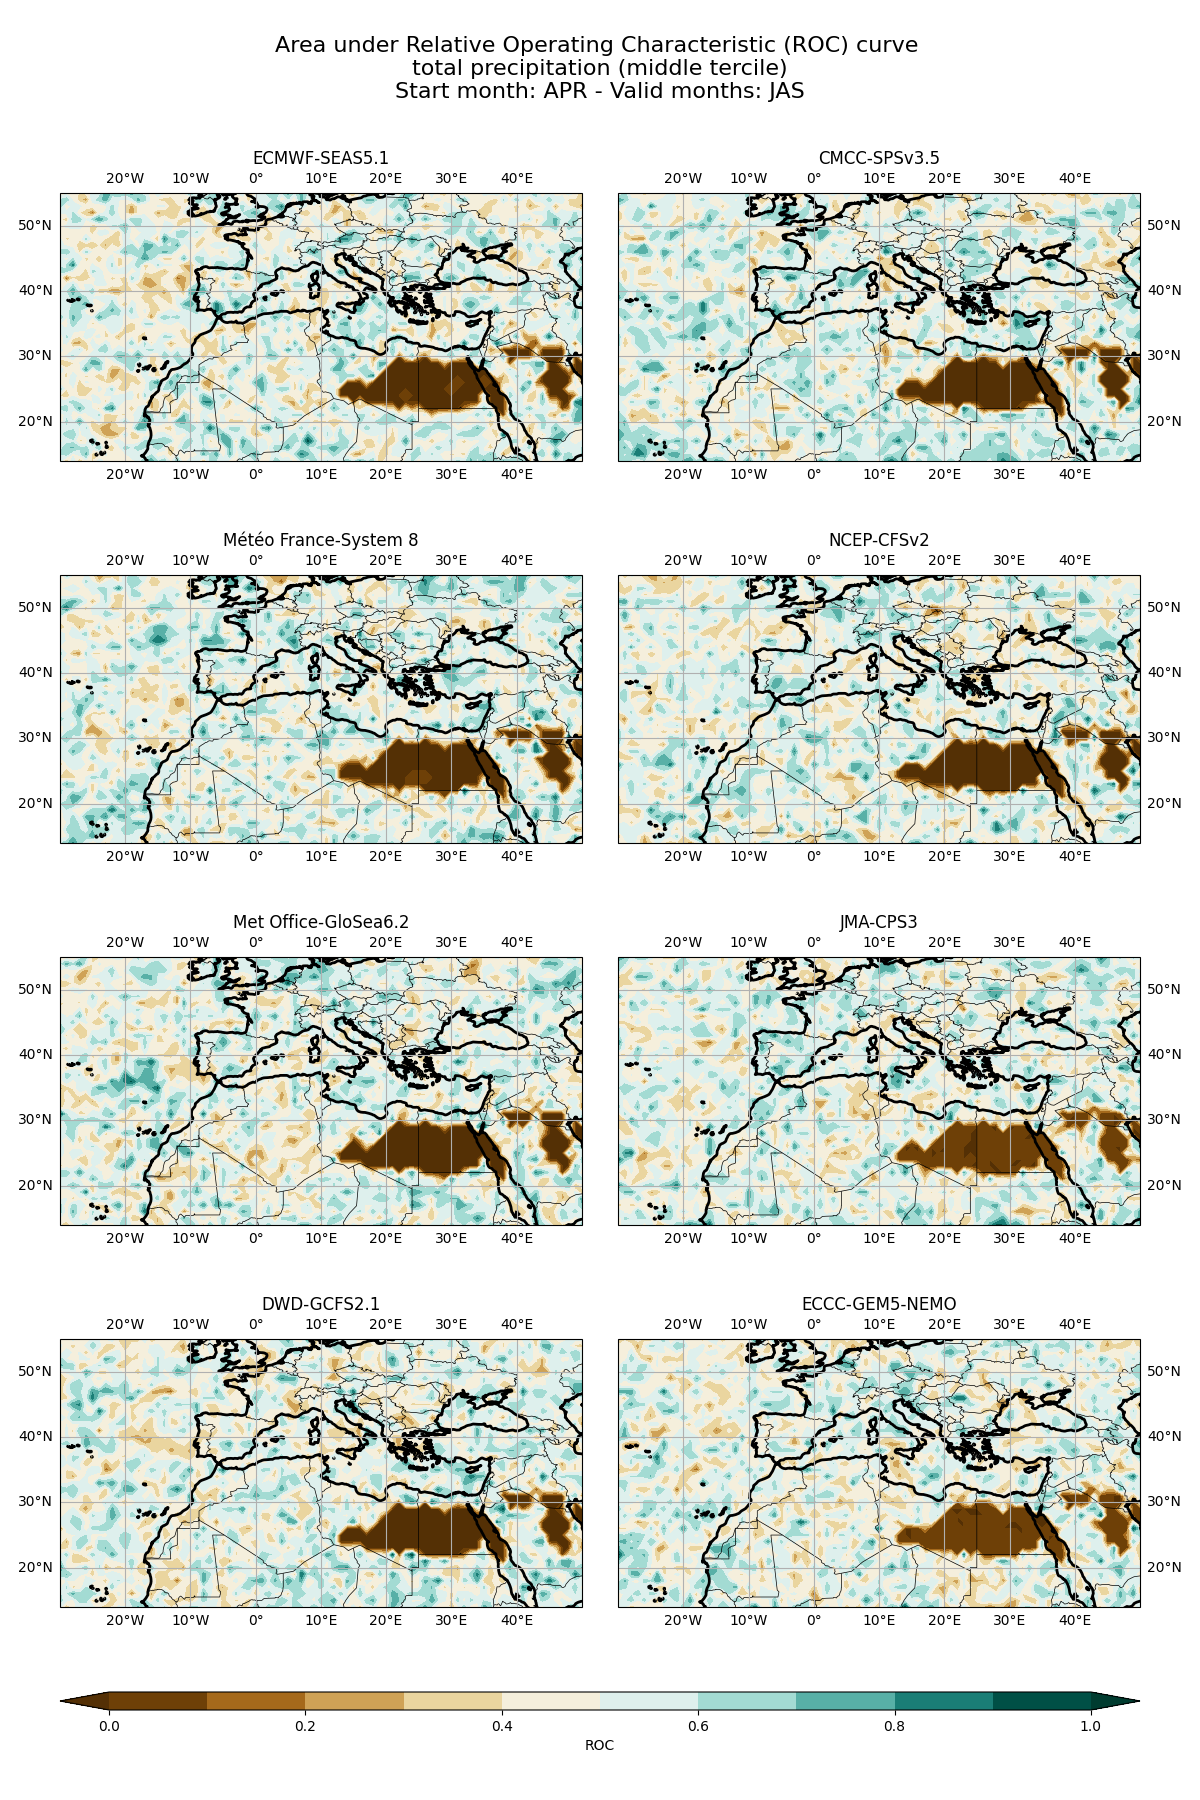 Area under Relative Operating Characteristic (ROC) curve
total precipitation (middle tercile)
Start month: APR - Valid months: JAS
ECMWF-SEAS5.1
20°W 10°W 0° 10°E 20°E 30°E 40°E
50°N
40°N
30°N
20°N
20°W 10°W 0° 10°E 20°E 30°E 40°E
CMCC-SPSv3.5
20°W 10°W 0° 10°E 20°E 30°E 40°E
50°N
40°N
30°N
20°N
20°W 10°W 0° 10°E 20°E 30°E 40°E
Météo France-System 8
20°W 10°W 0° 10°E 20°E 30°E 40°E
50°N
40°N
30°N
20°N
20°W 10°W 0° 10°E 20°E 30°E 40°E
NCEP-CFSv2
20°W 10°W 0° 10°E 20°E 30°E 40°E
50°N
40°N
30°N
20°N
20°W 10°W 0° 10°E 20°E 30°E 40°E
Met Office-GloSea6.2
20°W 10°W 0° 10°E 20°E 30°E 40°E
50°N
40°N
30°N
20°N
20°W 10°W 0° 10°E 20°E 30°E 40°E
JMA-CPS3
20°W 10°W 0° 10°E 20°E 30°E 40°E
50°N
40°N
30°N
20°N
20°W 10°W 0° 10°E 20°E 30°E 40°E
DWD-GCFS2.1
20°W 10°W 0° 10°E 20°E 30°E 40°E
50°N
40°N
30°N
20°N
20°W 10°W 0° 10°E 20°E 30°E 40°E
ECCC-GEM5-NEMO
20°W 10°W 0° 10°E 20°E 30°E 40°E
50°N
40°N
30°N
20°N
20°W 10°W 0° 10°E 20°E 30°E 40°E
0.0 0.2 0.4 0.6 0.8 1.0
ROC